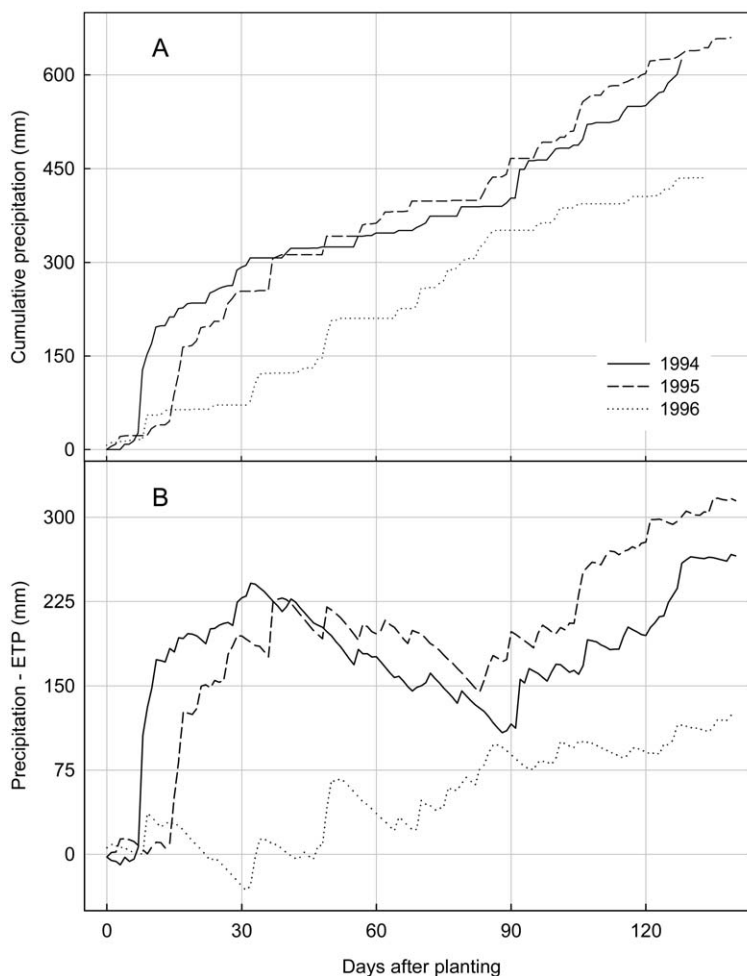 A
Cumulative precipitation (mm)
600
450
300
150
0
1994
1995
1996
B
Precipitation - ETP (mm)
300
225
150
75
0
0 30 60 90 120
Days after planting